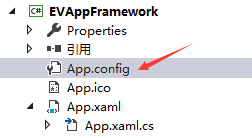 C# EVAppFramework
Properties
引用
App.config
App.ico
App.xaml
App.xaml.cs